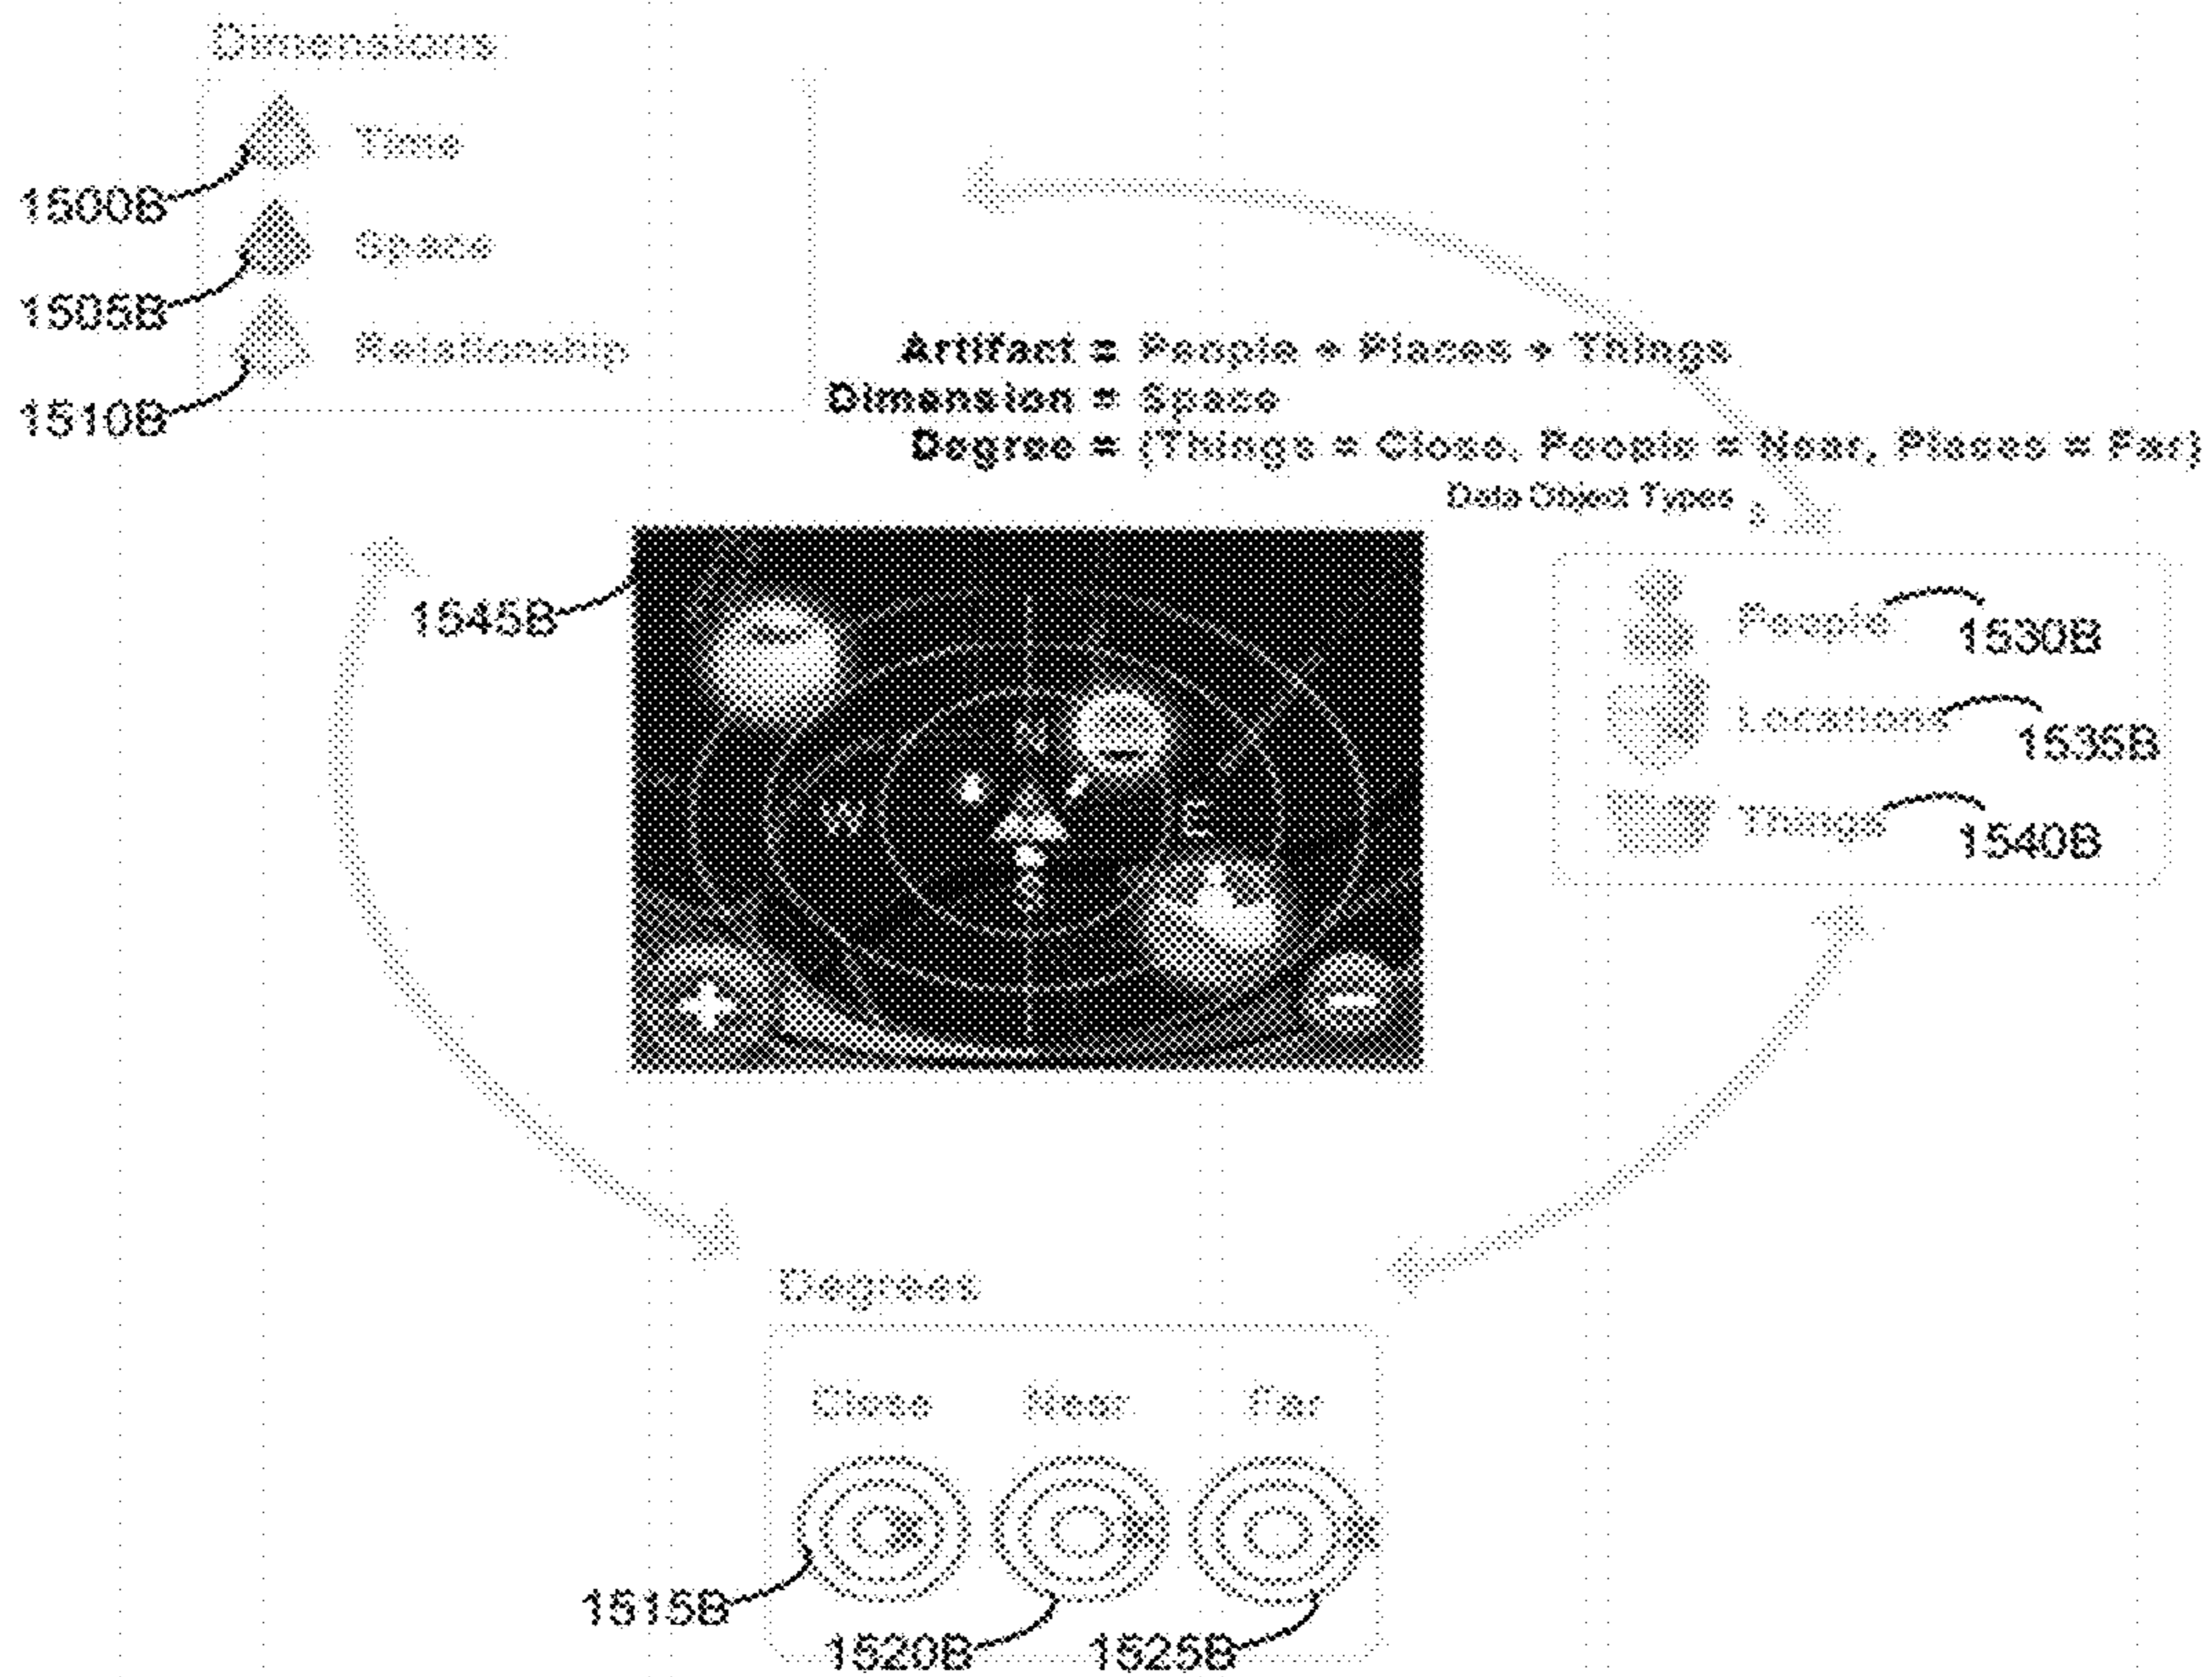 Dimensions
Time
1500B
Space
1505B
Relationship
1510B
Artifact = People + Places + Things
Dimension = Space
Degree = {Things = Close, People = Near, Places = Far}
Data Object Types
1545B
People
1530B
Locations
1535B
Things
1540B
N
W
E
Degrees
Close Near Far
1515B
1520B
1525B